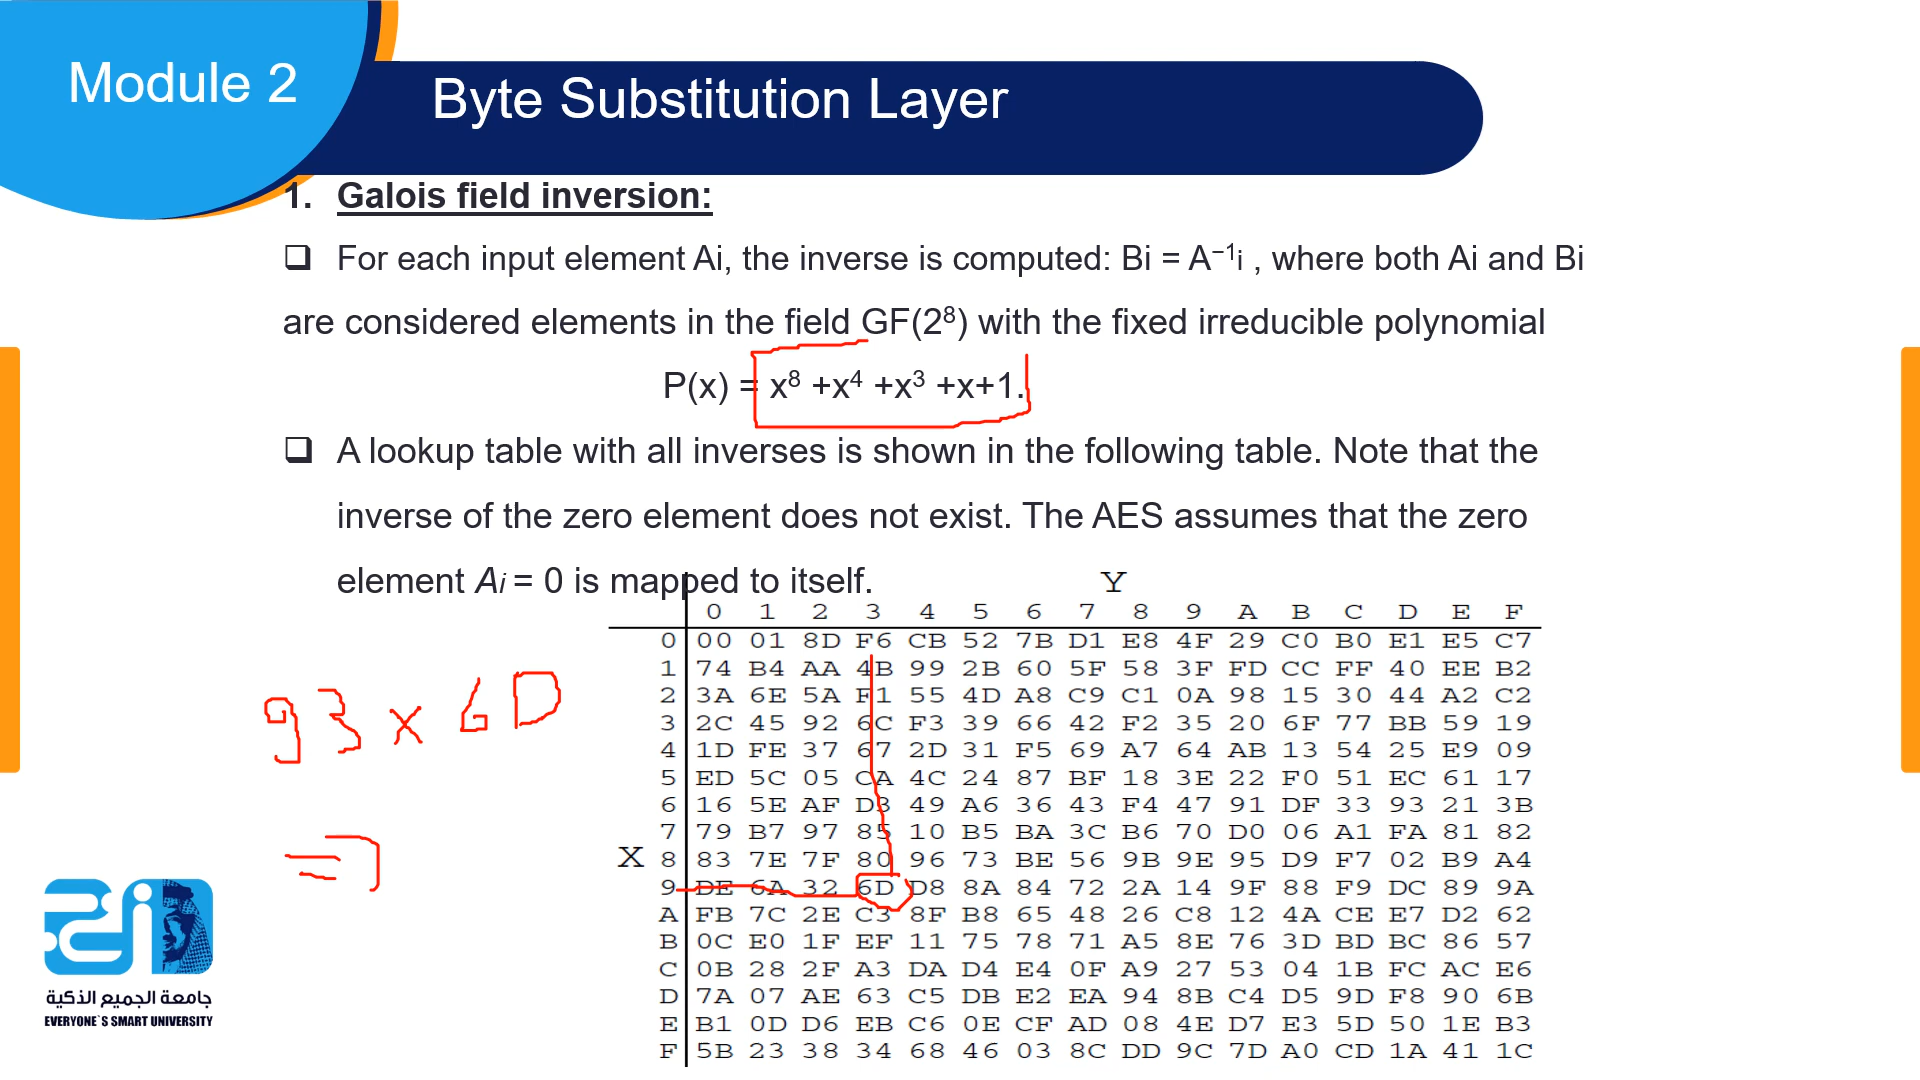 Module 2
Byte Substitution Layer
1. Galois field inversion:
❑ For each input element Ai, the inverse is computed: Bi = A⁻¹i , where both Ai and Bi
are considered elements in the field GF(2⁸) with the fixed irreducible polynomial
P(x) = x⁸ +x⁴ +x³ +x+1.
❑ A lookup table with all inverses is shown in the following table. Note that the
inverse of the zero element does not exist. The AES assumes that the zero
element Ai = 0 is mapped to itself.
Y
0 1 2 3 4 5 6 7 8 9 A B C D E F
0 00 01 8D F6 CB 52 7B D1 E8 4F 29 C0 B0 E1 E5 C7
1 74 B4 AA 4B 99 2B 60 5F 58 3F FD CC FF 40 EE B2
2 3A 6E 5A F1 55 4D A8 C9 C1 0A 98 15 30 44 A2 C2
3 2C 45 92 6C F3 39 66 42 F2 35 20 6F 77 BB 59 19
4 1D FE 37 67 2D 31 F5 69 A7 64 AB 13 54 25 E9 09
5 ED 5C 05 CA 4C 24 87 BF 18 3E 22 F0 51 EC 61 17
6 16 5E AF D3 49 A6 36 43 F4 47 91 DF 33 93 21 3B
7 79 B7 97 85 10 B5 BA 3C B6 70 D0 06 A1 FA 81 82
X 8 83 7E 7F 80 96 73 BE 56 9B 9E 95 D9 F7 02 B9 A4
9 DE 6A 32 6D D8 8A 84 72 2A 14 9F 88 F9 DC 89 9A
A FB 7C 2E C3 8F B8 65 48 26 C8 12 4A CE E7 D2 62
B 0C E0 1F EF 11 75 78 71 A5 8E 76 3D BD BC 86 57
C 0B 28 2F A3 DA D4 E4 0F A9 27 53 04 1B FC AC E6
D 7A 07 AE 63 C5 DB E2 EA 94 8B C4 D5 9D F8 90 6B
E B1 0D D6 EB C6 0E CF AD 08 4E D7 E3 5D 50 1E B3
F 5B 23 38 34 68 46 03 8C DD 9C 7D A0 CD 1A 41 1C
93 x 6D
جامعة الجميع الذكية
EVERYONE`S SMART UNIVERSITY